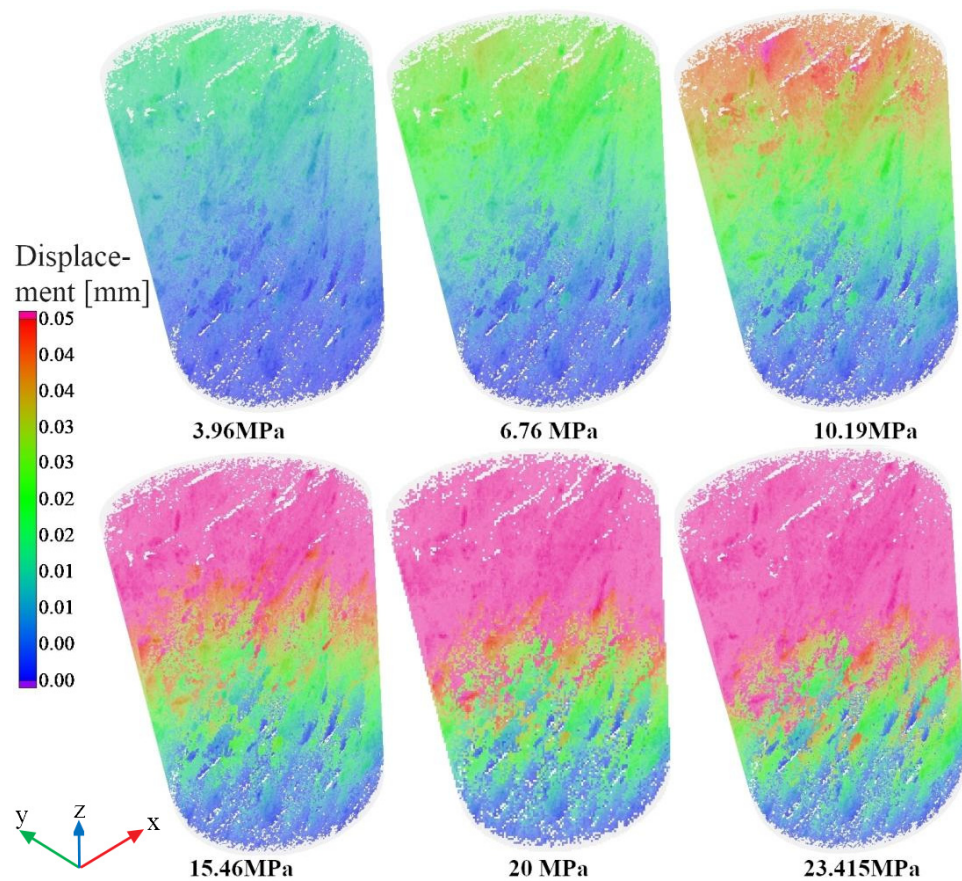 3.96MPa
6.76 MPa
10.19MPa
Displace-
ment [mm]
0.05
0.04
0.04
0.03
0.03
0.02
0.02
0.01
0.01
0.00
0.00
15.46MPa
20 MPa
23.415MPa
y
z
x